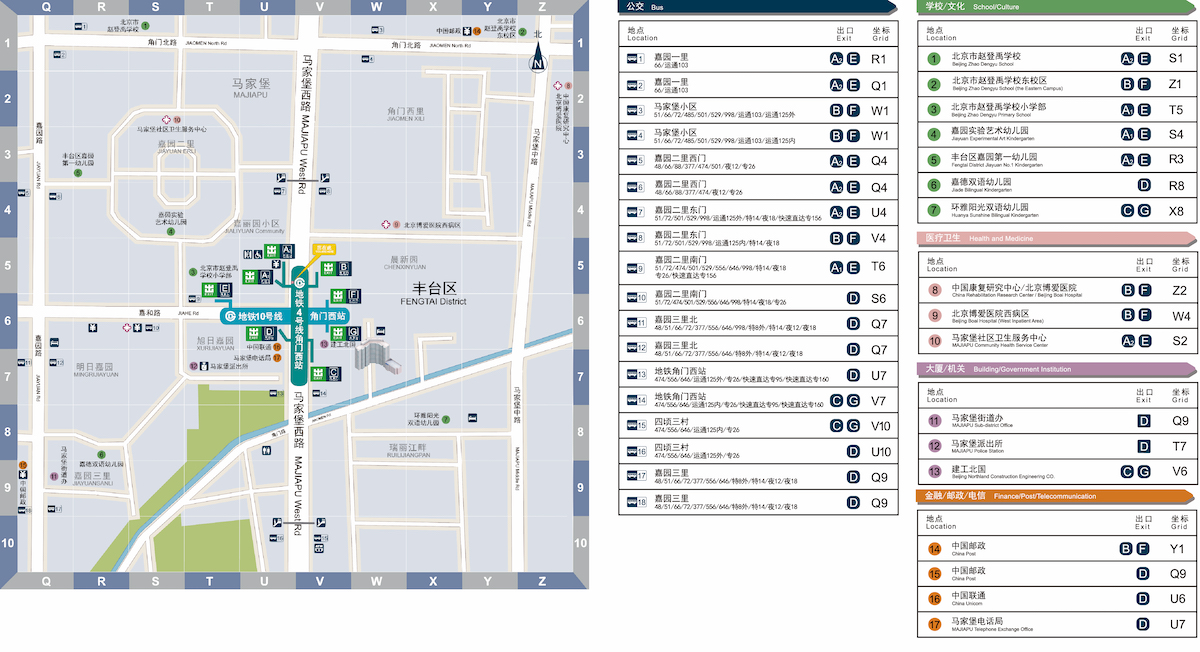 Q R S T U V W X Y Z
1
2
3
4
5
6
7
8
9
10
北京市
赵登禹学校
角门北路 JIAOMEN North Rd
角门北路 JIAOMEN North Rd
中国邮政
北京市
赵登禹学校
东校区
北
N
马家堡
MAJIAPU
马家堡西路 MAJIAPU West Rd
角门西里
JIAOMEN XILI
马家堡社区卫生服务中心
嘉园二里
JIAYUAN ERLI
嘉园路
JIAYUAN Rd
丰台区嘉园
第一幼儿园
嘉园实验
艺术幼儿园
嘉丽园小区
JIALIYUAN Community
北京博爱医院西病区
马家堡中路
MAJIAPU Middle Rd
晨新园
CHENXINYUAN
北京市赵登禹
学校小学部
丰台区
FENGTAI District
嘉和路
JIAHE Rd
地铁10号线
角门西站
地铁4号线角门西站
旭日嘉园
XURIJIAYUAN
中国联通
马家堡电话局
马家堡派出所
建工北国
明日嘉园
MINGRIJIAYUAN
嘉园路
JIAYUAN Rd
马家堡西路 MAJIAPU West Rd
环雅阳光
双语幼儿园
瑞丽江畔
RUILIJIANGPAN
马家堡中路
MAJIAPU Middle Rd
马家堡街道办
嘉德双语幼儿园
嘉园三里
JIAYUANSANLI
中国邮政
Q R S T U V W X Y Z
公交 Bus
地点 出口 坐标
Location Exit Grid
1 嘉园一里 A2 E R1
66/运通103
2 嘉园一里 A2 E Q1
66/运通103
3 马家堡小区 B F W1
51/66/72/485/501/529/998/运通103/运通125外
4 马家堡小区 B F W1
51/66/72/485/501/529/998/运通103/运通125内
5 嘉园二里西门 A2 E Q4
48/66/88/377/474/501/夜12/专26
6 嘉园二里西门 A2 E Q4
48/66/88/377/474/夜12/专26
7 嘉园二里东门 A2 E U4
51/72/501/529/998/运通125外/特14/夜18/快速直达专156
8 嘉园二里东门 B F V4
51/72/501/529/998/运通125内/特14/夜18
9 嘉园二里南门 A2 E T6
51/72/474/501/529/556/646/998/特14/夜18
专26/快速直达专156
10 嘉园二里南门 D S6
51/72/474/501/529/556/646/998/特14/夜18/专26
11 嘉园三里北 D Q7
48/51/66/72/377/556/646/998/特8外/特14/夜12/夜18
12 嘉园三里北 D Q7
48/51/66/72/377/556/646/特8外/特14/夜12/夜18
13 地铁角门西站 D U7
474/556/646/运通125外/专26/快速直达专95/快速直达专160
14 地铁角门西站 C G V7
474/556/646/运通125内/专26/快速直达专95/快速直达专160
15 四顷三村 C G V10
474/556/646/运通125内/专26
16 四顷三村 D U10
474/556/646/运通125外/专26
17 嘉园三里 D Q9
48/51/66/72/377/556/646/特8外/特14/夜12/夜18
18 嘉园三里 D Q9
48/51/66/72/377/556/646/特8外/特14/夜12/夜18
学校/文化 School/Culture
地点 出口 坐标
Location Exit Grid
1 北京市赵登禹学校 A2 E S1
Beijing Zhao Dengyu School
2 北京市赵登禹学校东校区 B F Z1
Beijing Zhao Dengyu School (the Eastern Campus)
3 北京市赵登禹学校小学部 A2 E T5
Beijing Zhao Dengyu Primary School
4 嘉园实验艺术幼儿园 A2 E S4
Jiayuan Experimental Art Kindergarten
5 丰台区嘉园第一幼儿园 A2 E R3
Fengtai District Jiayuan No.1 Kindergarten
6 嘉德双语幼儿园 D R8
Jiade Bilingual Kindergarten
7 环雅阳光双语幼儿园 C G X8
Huanya Sunshine Bilingual Kindergarten
医疗卫生 Health and Medicine
地点 出口 坐标
Location Exit Grid
8 中国康复研究中心/北京博爱医院 B F Z2
China Rehabilitation Research Center / Beijing Boai Hospital
9 北京博爱医院西病区 B F W4
Beijing Boai Hospital (West Inpatient Area)
10 马家堡社区卫生服务中心 A2 E S2
MAJIAPU Community Health Service Center
大厦/机关 Building/Government Institution
地点 出口 坐标
Location Exit Grid
11 马家堡街道办 D Q9
MAJIAPU Sub-district Office
12 马家堡派出所 D T7
MAJIAPU Police Station
13 建工北国 C G V6
Beijing Northland Construction Engineering CO.
金融/邮政/电信 Finance/Post/Telecommunication
地点 出口 坐标
Location Exit Grid
14 中国邮政 B F Y1
China Post
15 中国邮政 D Q9
China Post
16 中国联通 D U6
China Unicom
17 马家堡电话局 D U7
MAJIAPU Telephone Exchange Office